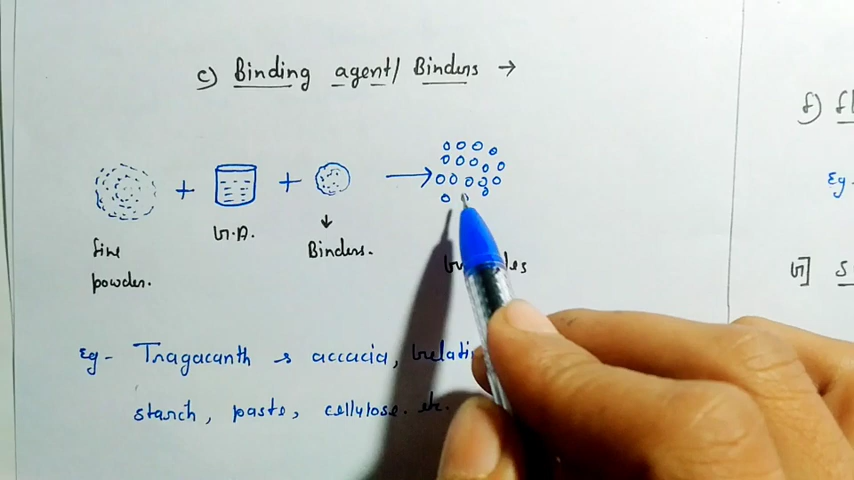 c) Binding agent/ Binders →
+ + →
fine
powder.
G.A.
↓
Binders.
Eg- Tragacanth s accacia,
starch, paste, cellulose. etc.
f)
Eg.
G] S